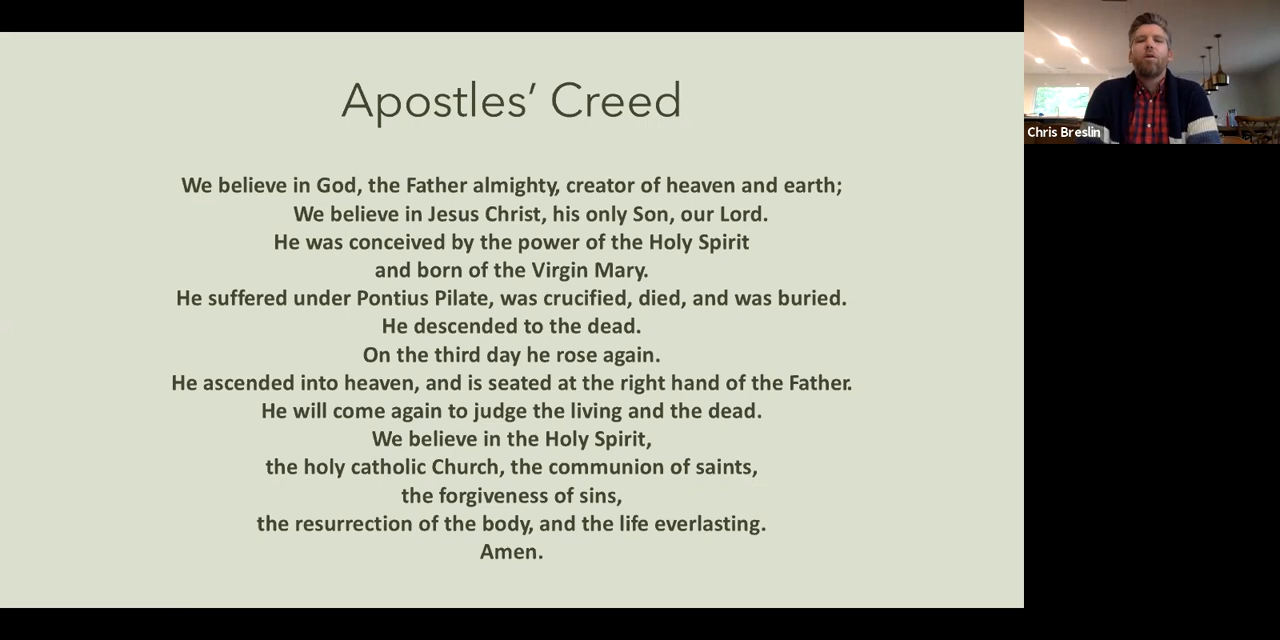 Apostles’ Creed
We believe in God, the Father almighty, creator of heaven and earth;
We believe in Jesus Christ, his only Son, our Lord.
He was conceived by the power of the Holy Spirit
and born of the Virgin Mary.
He suffered under Pontius Pilate, was crucified, died, and was buried.
He descended to the dead.
On the third day he rose again.
He ascended into heaven, and is seated at the right hand of the Father.
He will come again to judge the living and the dead.
We believe in the Holy Spirit,
the holy catholic Church, the communion of saints,
the forgiveness of sins,
the resurrection of the body, and the life everlasting.
Amen.
Chris Breslin